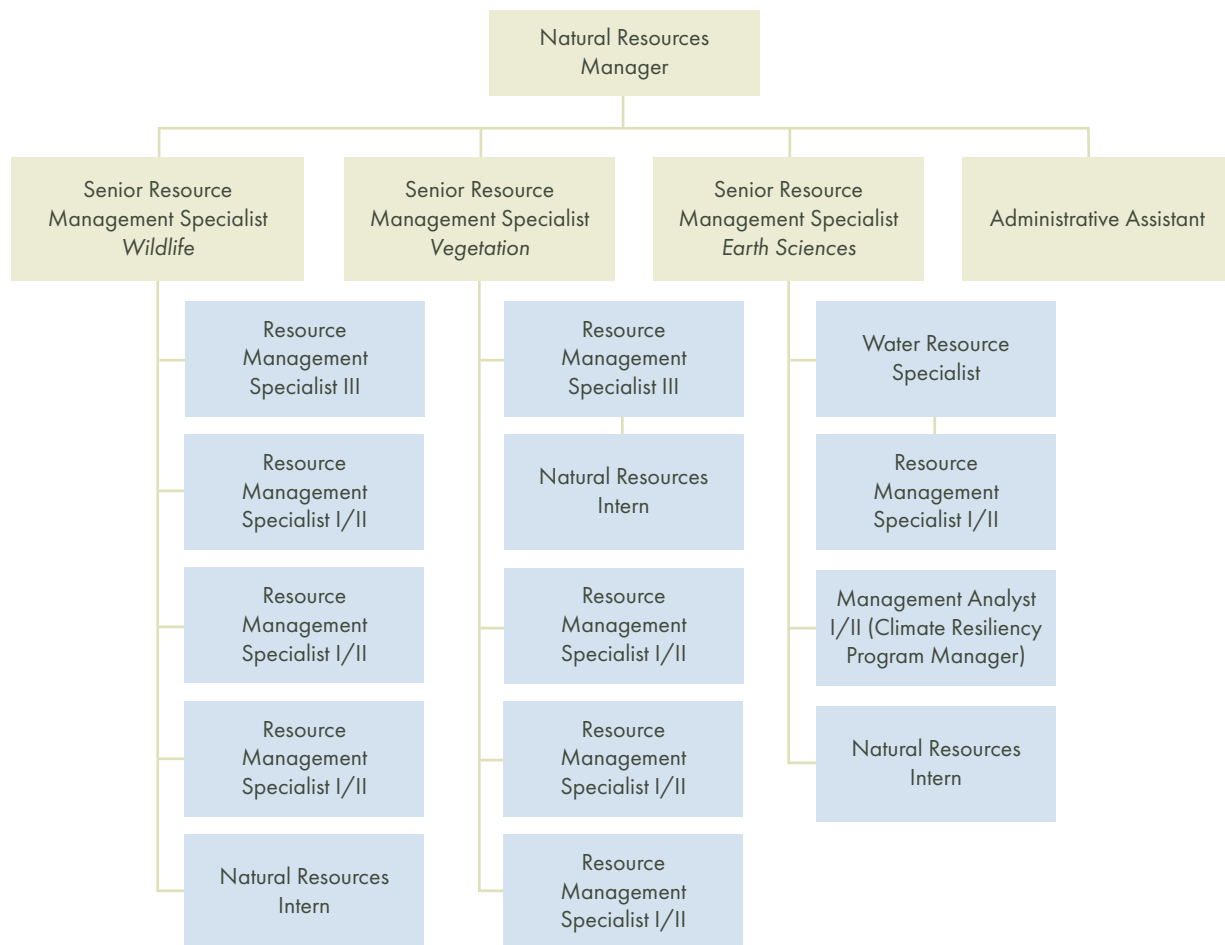 Natural Resources
Manager
Senior Resource
Management Specialist
Wildlife
Senior Resource
Management Specialist
Vegetation
Senior Resource
Management Specialist
Earth Sciences
Administrative Assistant
Resource
Management
Specialist III
Resource
Management
Specialist I/II
Resource
Management
Specialist I/II
Resource
Management
Specialist I/II
Natural Resources
Intern
Resource
Management
Specialist III
Natural Resources
Intern
Resource
Management
Specialist I/II
Resource
Management
Specialist I/II
Resource
Management
Specialist I/II
Water Resource
Specialist
Resource
Management
Specialist I/II
Management Analyst
I/II (Climate Resiliency
Program Manager)
Natural Resources
Intern